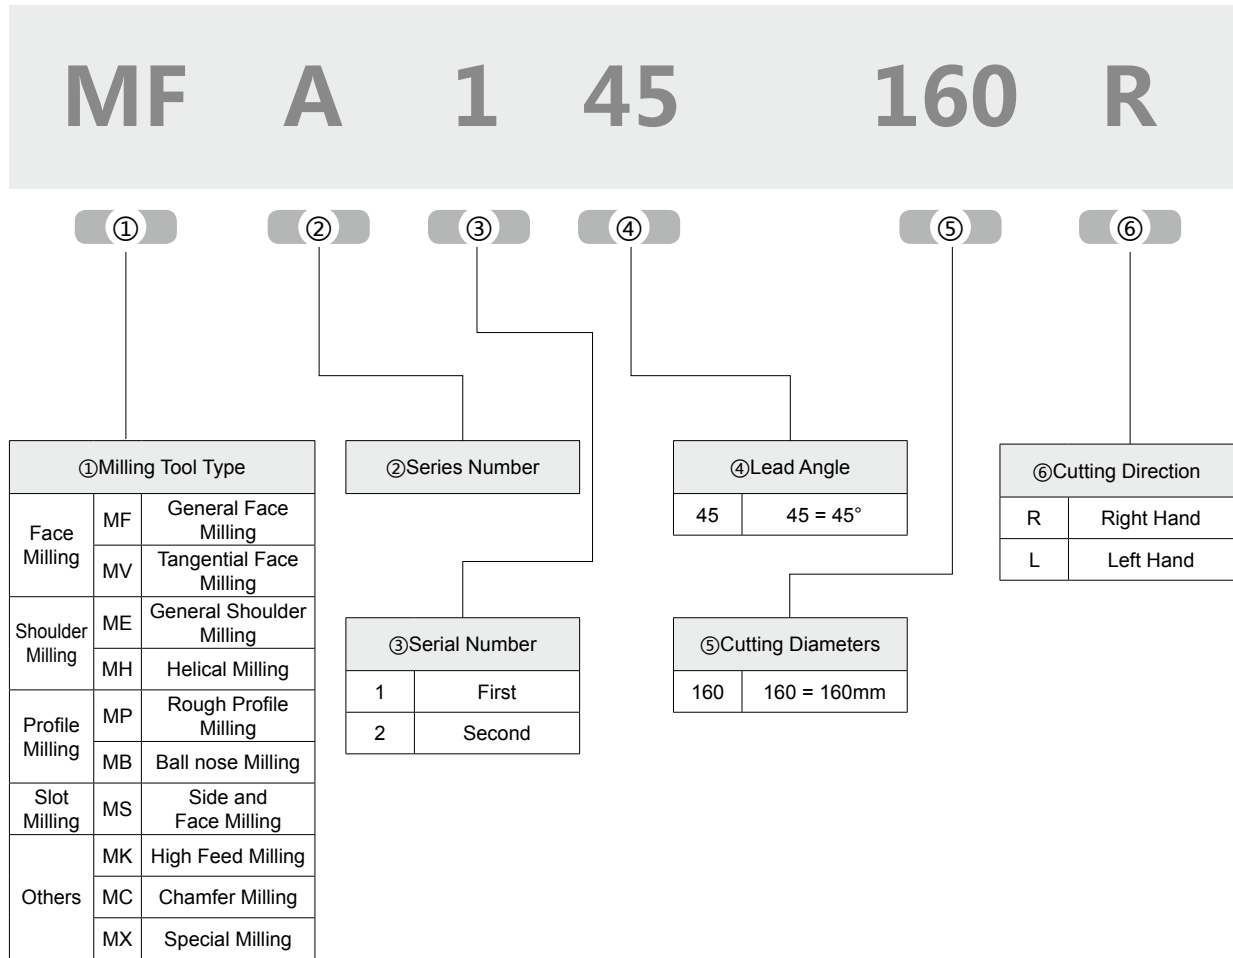 MF A 1 45 160 R
① ② ③ ④ ⑤ ⑥
①Milling Tool Type
Face
Milling
MF
General Face
Milling
MV
Tangential Face
Milling
Shoulder
Milling
ME
General Shoulder
Milling
MH
Helical Milling
Profile
Milling
MP
Rough Profile
Milling
MB
Ball nose Milling
Slot
Milling
MS
Side and
Face Milling
Others
MK
High Feed Milling
MC
Chamfer Milling
MX
Special Milling
②Series Number
③Serial Number
1 First
2 Second
④Lead Angle
45 45 = 45°
⑤Cutting Diameters
160 160 = 160mm
⑥Cutting Direction
R Right Hand
L Left Hand